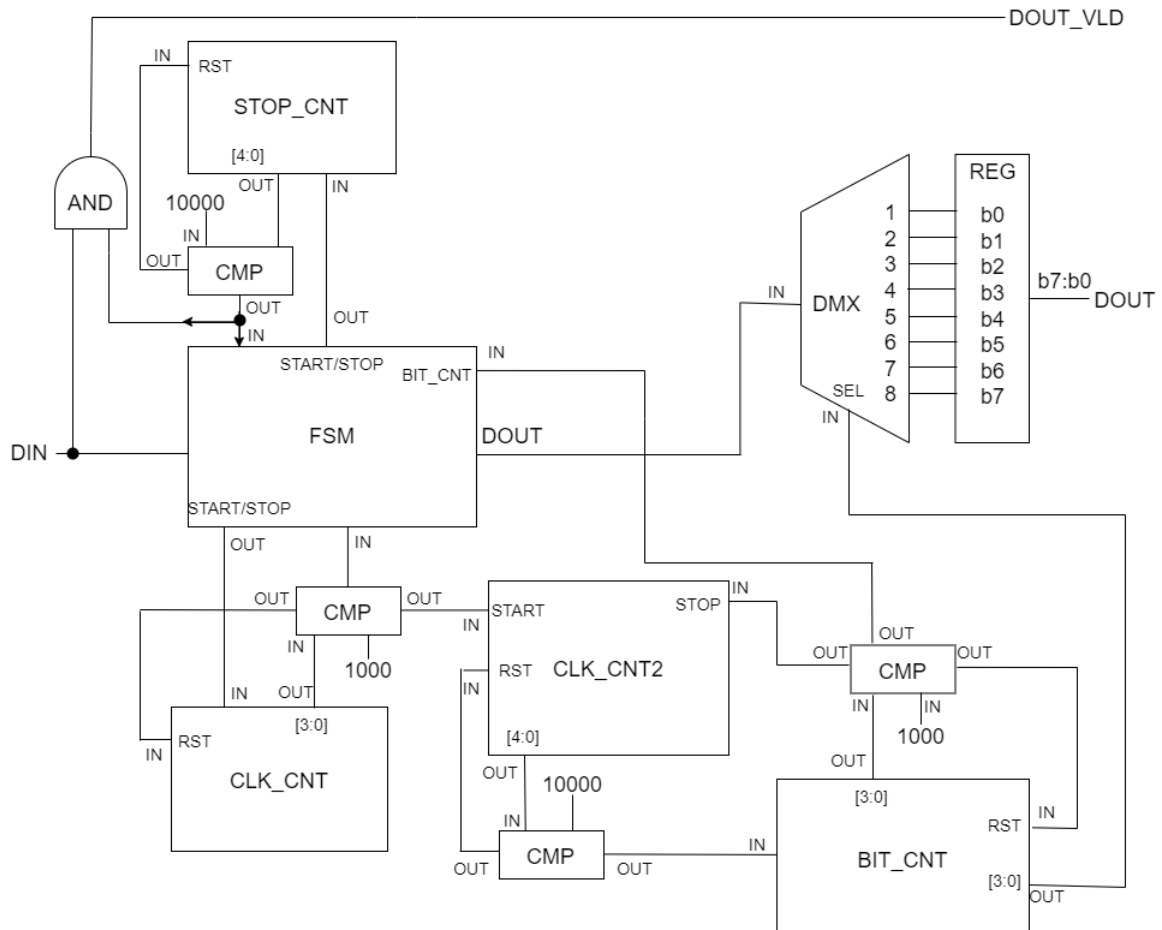 DOUT_VLD
IN
RST
STOP_CNT
[4:0]
OUT
IN
AND
10000
IN
OUT
CMP
OUT
IN
OUT
START/STOP
IN
BIT_CNT
FSM
DOUT
DIN
START/STOP
OUT
IN
REG
1
b0
2
b1
3
b2
4
b3
5
b4
6
b5
7
b6
8
b7
IN
DMX
SEL
IN
b7:b0
DOUT
OUT
CMP
OUT
IN
1000
IN
OUT
[3:0]
IN
RST
CLK_CNT
START
IN
STOP
IN
RST
IN
CLK_CNT2
[4:0]
OUT
10000
IN
CMP
OUT
OUT
IN
OUT
OUT
OUT
CMP
IN
IN
1000
OUT
[3:0]
RST
IN
BIT_CNT
[3:0]
OUT